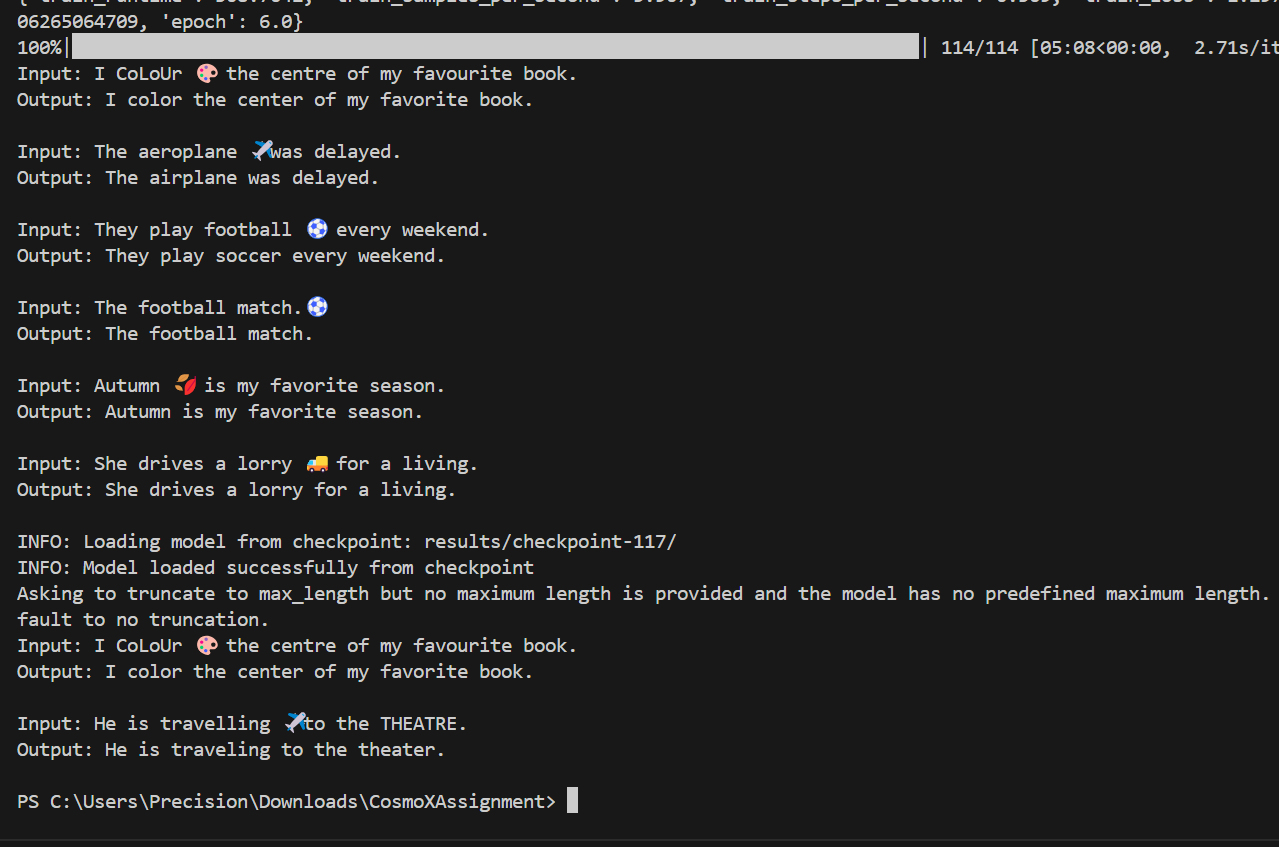 06265064709, 'epoch': 6.0}
100%| | 114/114 [05:08<00:00, 2.71s/it
Input: I CoLoUr 🎨 the centre of my favourite book.
Output: I color the center of my favorite book.
Input: The aeroplane ✈️was delayed.
Output: The airplane was delayed.
Input: They play football ⚽ every weekend.
Output: They play soccer every weekend.
Input: The football match.⚽
Output: The football match.
Input: Autumn 🍂 is my favorite season.
Output: Autumn is my favorite season.
Input: She drives a lorry 🚚 for a living.
Output: She drives a lorry for a living.
INFO: Loading model from checkpoint: results/checkpoint-117/
INFO: Model loaded successfully from checkpoint
Asking to truncate to max_length but no maximum length is provided and the model has no predefined maximum length.
fault to no truncation.
Input: I CoLoUr 🎨 the centre of my favourite book.
Output: I color the center of my favorite book.
Input: He is travelling ✈️to the THEATRE.
Output: He is traveling to the theater.
PS C:\Users\Precision\Downloads\CosmoXAssignment>